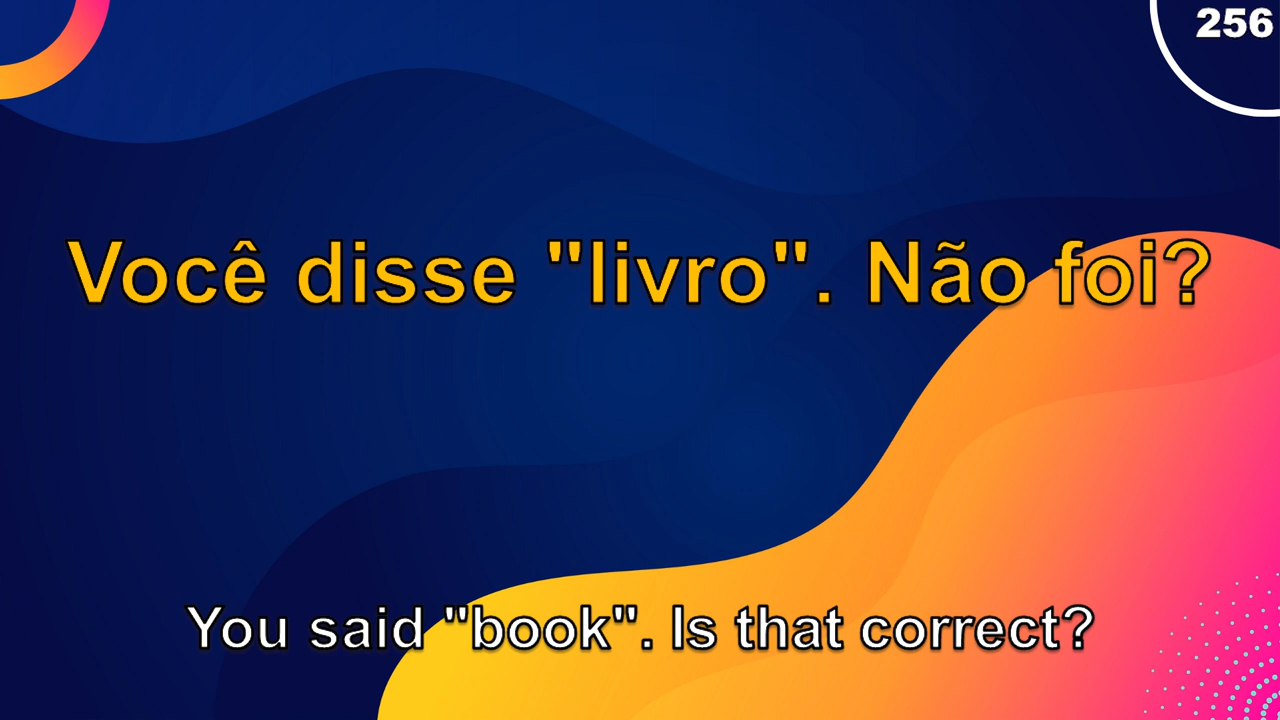 256
Você disse "livro". Não foi?
You said "book". Is that correct?